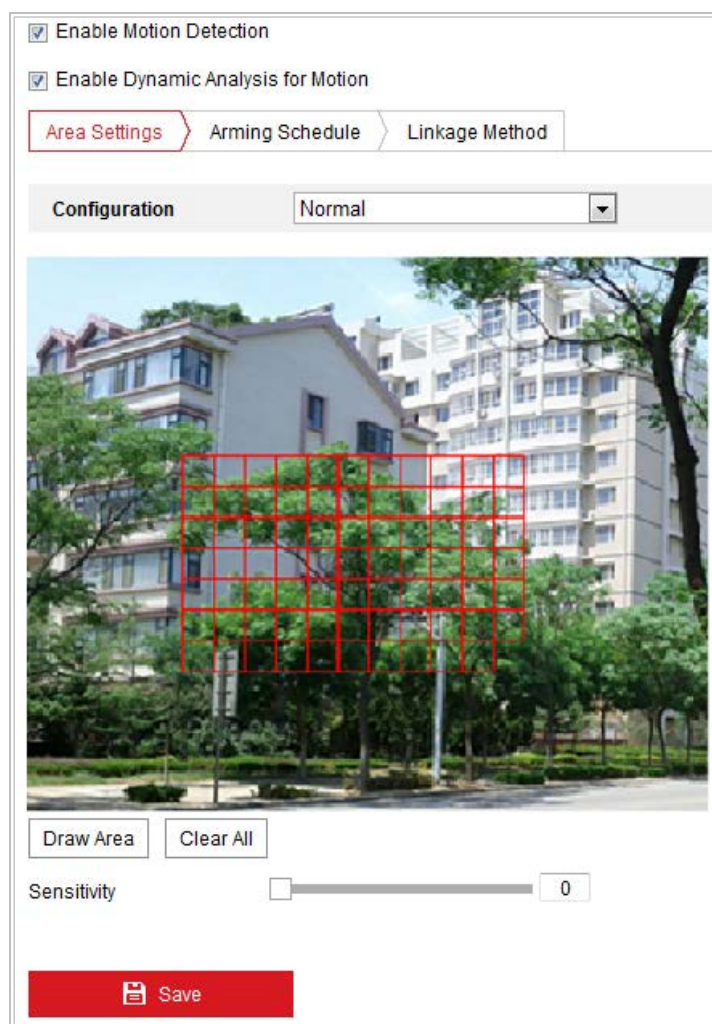 Enable Motion Detection
Enable Dynamic Analysis for Motion
Area Settings Arming Schedule Linkage Method
Configuration Normal
Draw Area Clear All
Sensitivity 0
Save